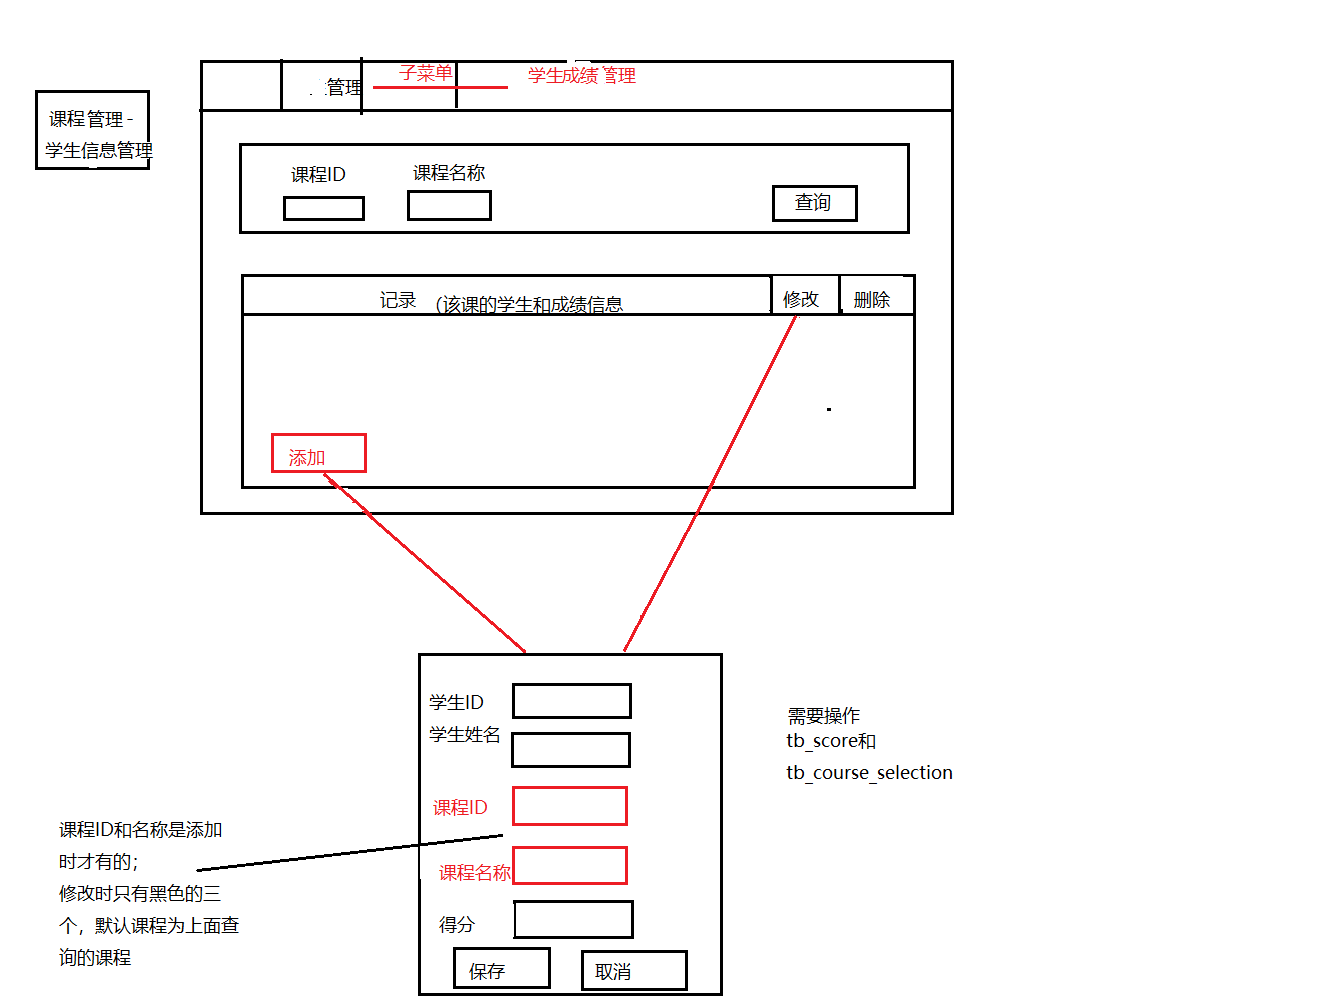 管理
子菜单
学生成绩 管理
课程管理 -
学生信息管理
课程ID
课程名称
查询
记录 （该课的学生和成绩信息
修改
删除
添加
学生ID
学生姓名
课程ID
课程名称
得分
保存
取消
需要操作
tb_score和
tb_course_selection
课程ID和名称是添加
时才有的；
修改时只有黑色的三
个，默认课程为上面查
询的课程